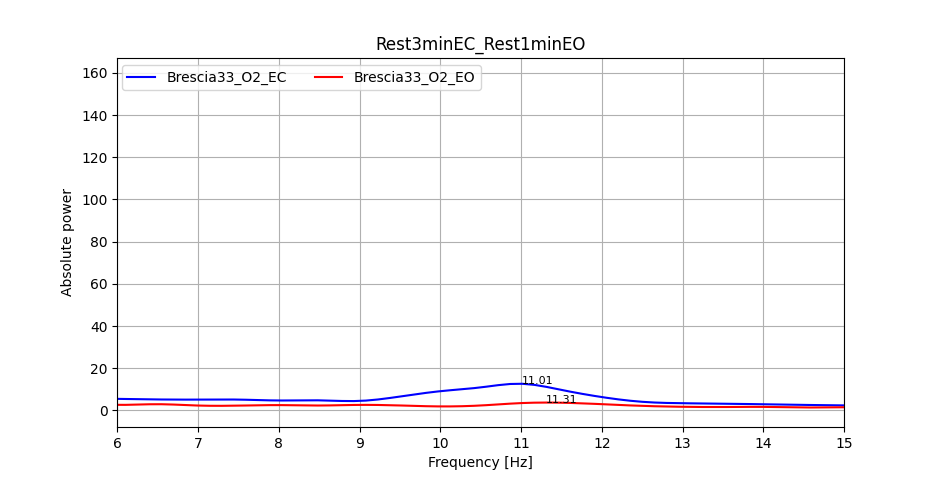 Rest3minEC_Rest1minEO
Brescia33_O2_EC
Brescia33_O2_EO
160
140
120
100
80
60
40
20
0
Absolute power
11.01
11.31
6 7 8 9 10 11 12 13 14 15
Frequency [Hz]